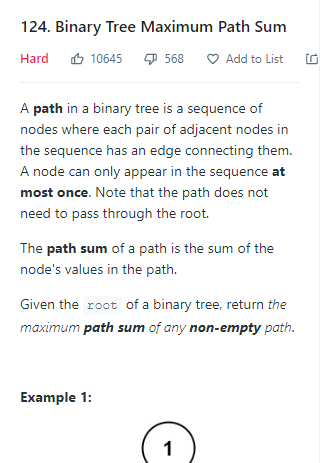 124. Binary Tree Maximum Path Sum
Hard 10645 568 Add to List
A path in a binary tree is a sequence of
nodes where each pair of adjacent nodes in
the sequence has an edge connecting them.
A node can only appear in the sequence at
most once. Note that the path does not
need to pass through the root.
The path sum of a path is the sum of the
node's values in the path.
Given the root of a binary tree, return the
maximum path sum of any non-empty path.
Example 1:
1